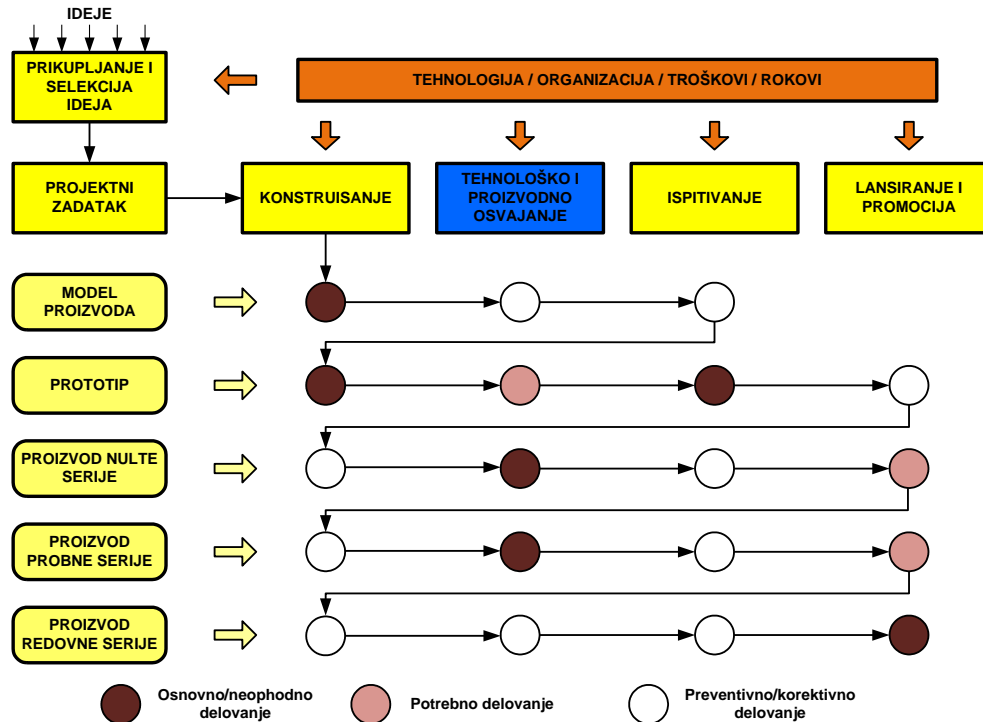 IDEJE
PRIKUPLJANJE I
SELEKCIJA
IDEJA
TEHNOLOGIJA / ORGANIZACIJA / TROŠKOVI / ROKOVI
PROJEKTNI
ZADATAK
KONSTRUISANJE
TEHNOLOŠKO I
PROIZVODNO
OSVAJANJE
ISPITIVANJE
LANSIRANJE I
PROMOCIJA
MODEL
PROIZVODA
PROTOTIP
PROIZVOD NULTE
SERIJE
PROIZVOD
PROBNE SERIJE
PROIZVOD
REDOVNE SERIJE
Osnovno/neophodno
delovanje
Potrebno delovanje
Preventivno/korektivno
delovanje